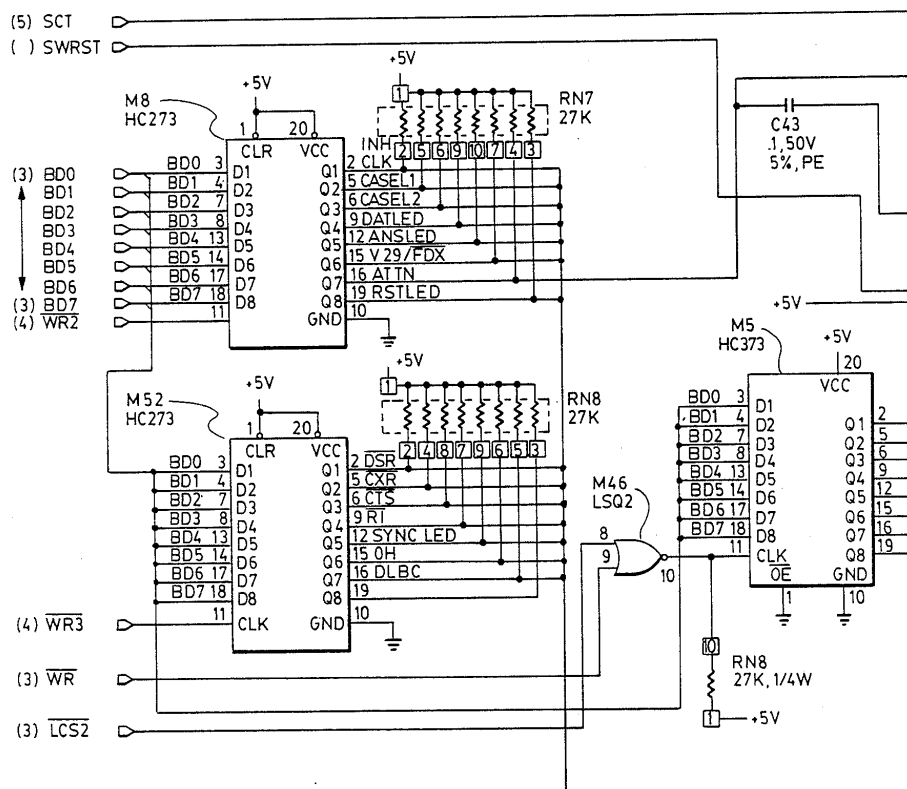 (5) SCT
( ) SWRST
+5V
M8
HC273
+5V
1
RN7
27K
2 5 6 9 10 7 4 3
C43
.1,50V
5%, PE
1 20
CLR VCC
(3) BD0
BD1
BD2
BD3
BD4
BD5
BD6
(3) BD7
(4) WR2
BD0 3 D1
BD1 4 D2
BD2 7 D3
BD3 8 D4
BD4 13 D5
BD5 14 D6
BD6 17 D7
BD7 18 D8
11
INH
Q1 2 CLK
Q2 5 CASEL1
Q3 6 CASEL2
Q4 9 DATLED
Q5 12 ANSLED
Q6 15 V29/FDX
Q7 16 ATTN
Q8 19 RSTLED
GND 10
+5V
M52
HC273
+5V
1
RN8
27K
2 4 8 7 9 6 5 3
1 20
CLR VCC
BD0 3 D1
BD1 4 D2
BD2 7 D3
BD3 8 D4
BD4 13 D5
BD5 14 D6
BD6 17 D7
BD7 18 D8
11 CLK
Q1 2 DSR
Q2 5 CXR
Q3 6 CTS
Q4 9 RI
Q5 12 SYNC LED
Q6 15 OH
Q7 16 DLBC
Q8 19
GND 10
(4) WR3
(3) WR
(3) LCS2
M46
LSQ2
8
9
10
+5V
M5
HC373
+5V
20
VCC
BD0 3 D1
BD1 4 D2
BD2 7 D3
BD3 8 D4
BD4 13 D5
BD5 14 D6
BD6 17 D7
BD7 18 D8
11 CLK
OE
1
Q1 2
Q2 5
Q3 6
Q4 9
Q5 12
Q6 15
Q7 16
Q8 19
GND
10
10
RN8
27K, 1/4W
1 +5V